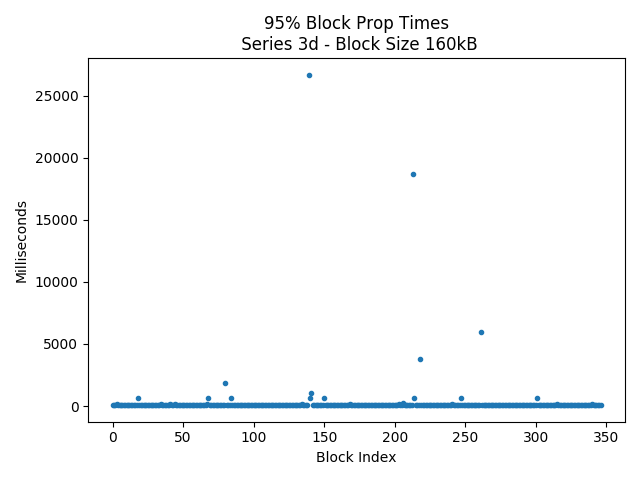 95% Block Prop Times
Series 3d - Block Size 160kB
Milliseconds
25000
20000
15000
10000
5000
0
0 50 100 150 200 250 300 350
Block Index